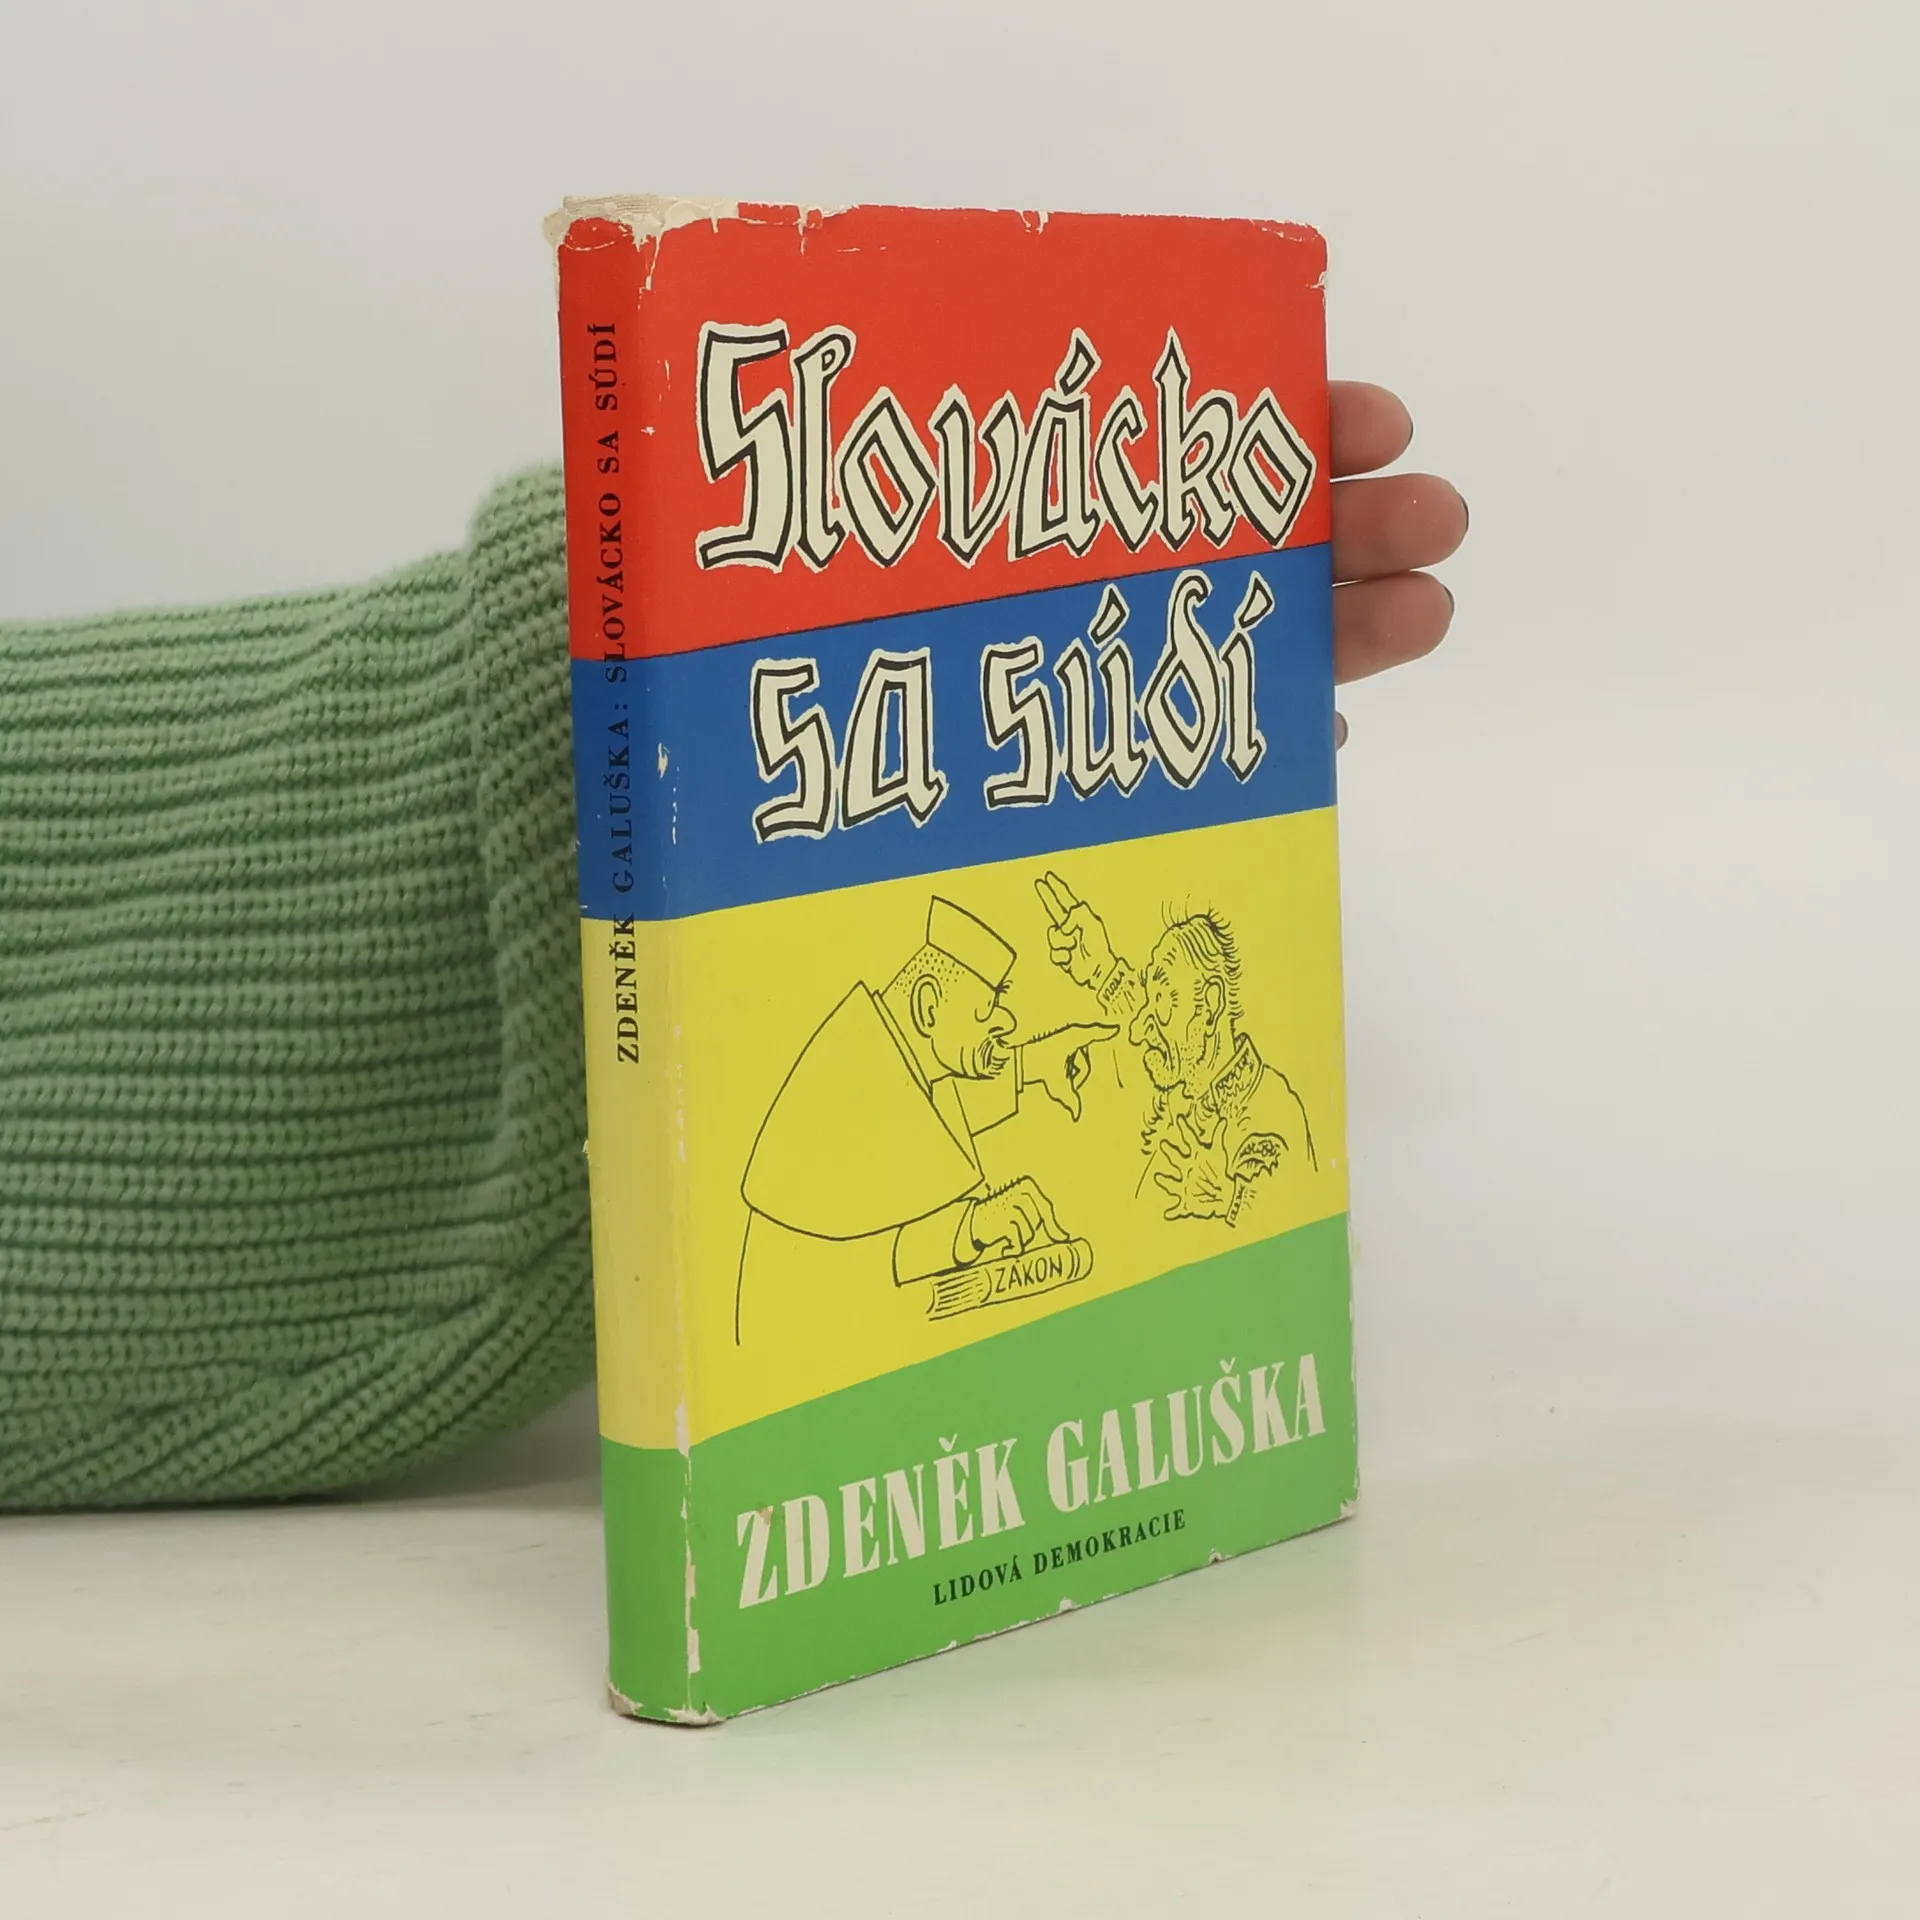 ZDENĚK GALUŠKA: SLOVÁCKO SA SÚDÍ
Slovácko
sa súdí
ZÁKON
ZDENĚK GALUŠKA
LIDOVÁ DEMOKRACIE